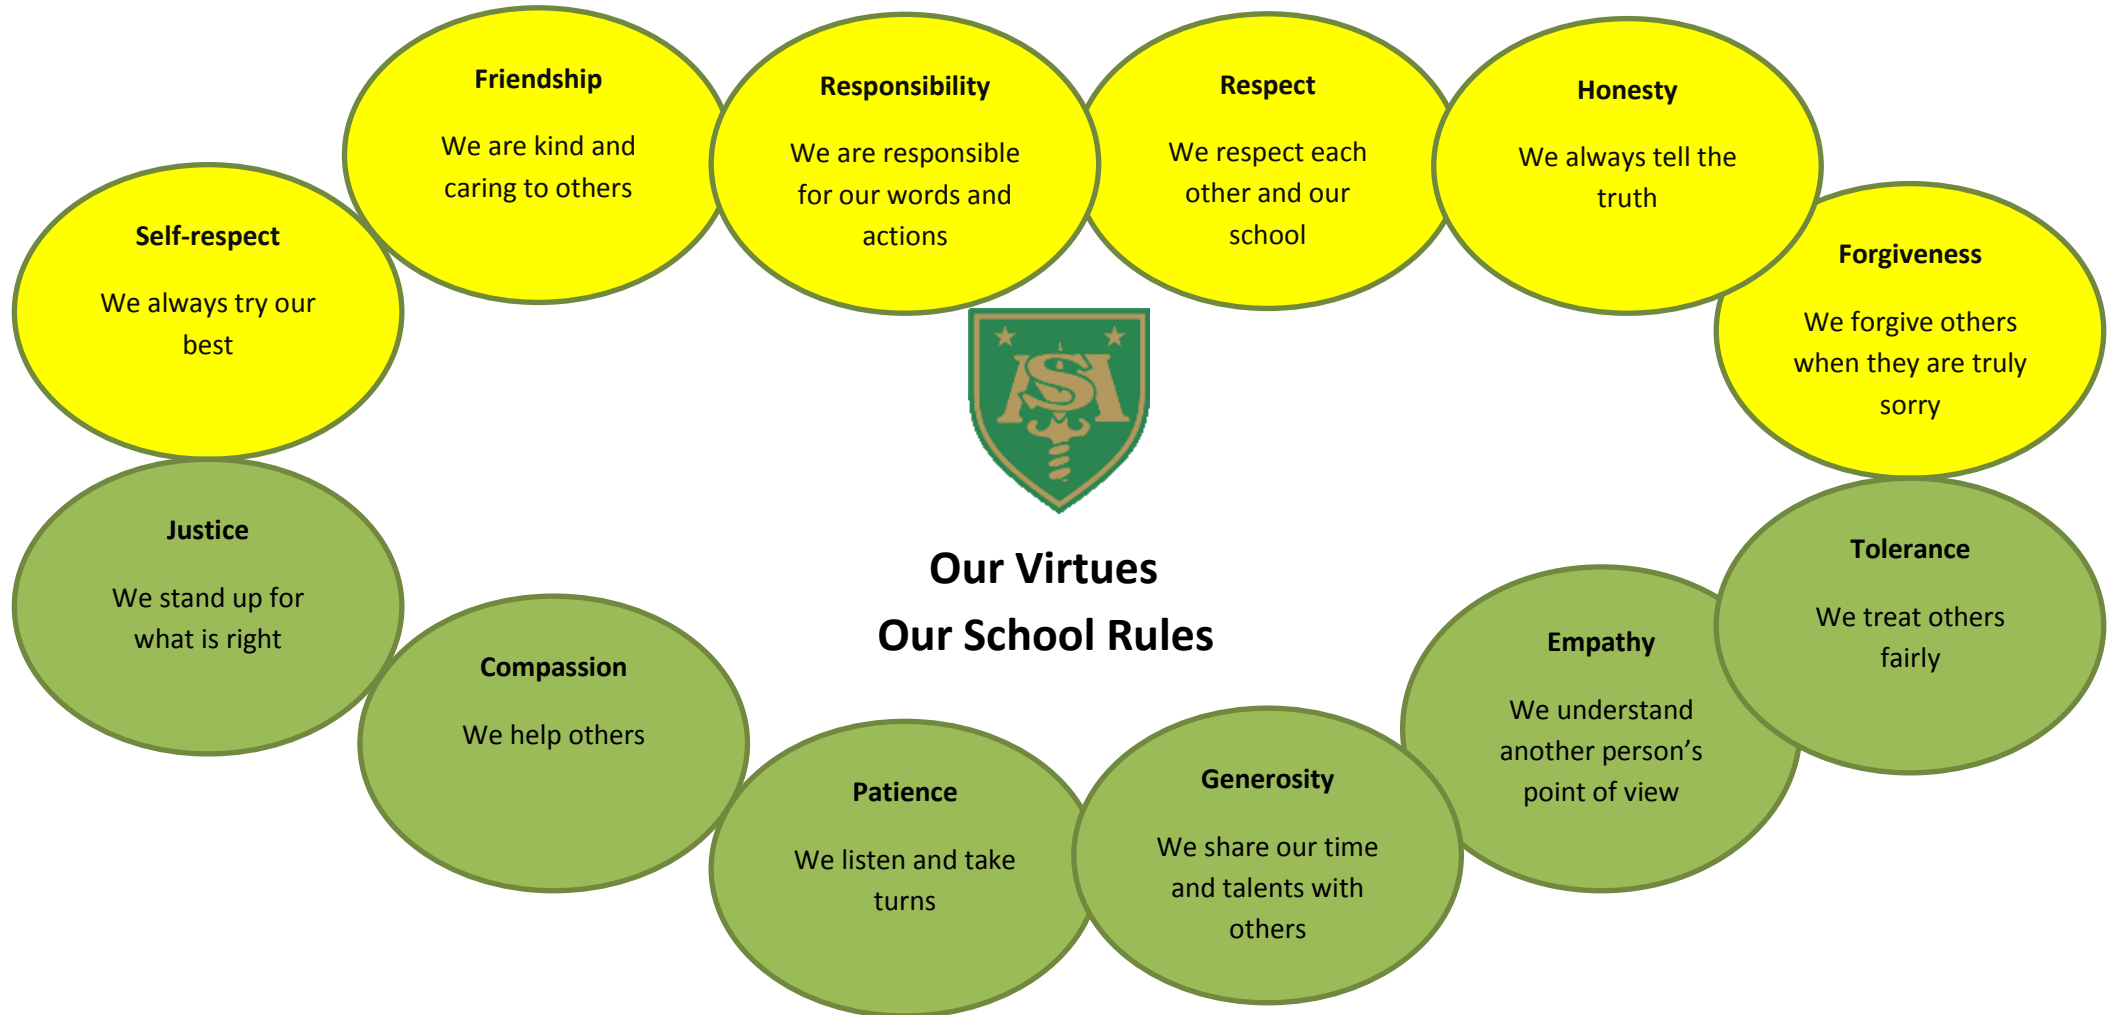 Friendship
We are kind and
caring to others
Responsibility
We are responsible
for our words and
actions
Respect
We respect each
other and our
school
Honesty
We always tell the
truth
Self-respect
We always try our
best
Forgiveness
We forgive others
when they are truly
sorry
Justice
We stand up for
what is right
Our Virtues
Our School Rules
Tolerance
We treat others
fairly
Compassion
We help others
Empathy
We understand
another person’s
point of view
Patience
We listen and take
turns
Generosity
We share our time
and talents with
others